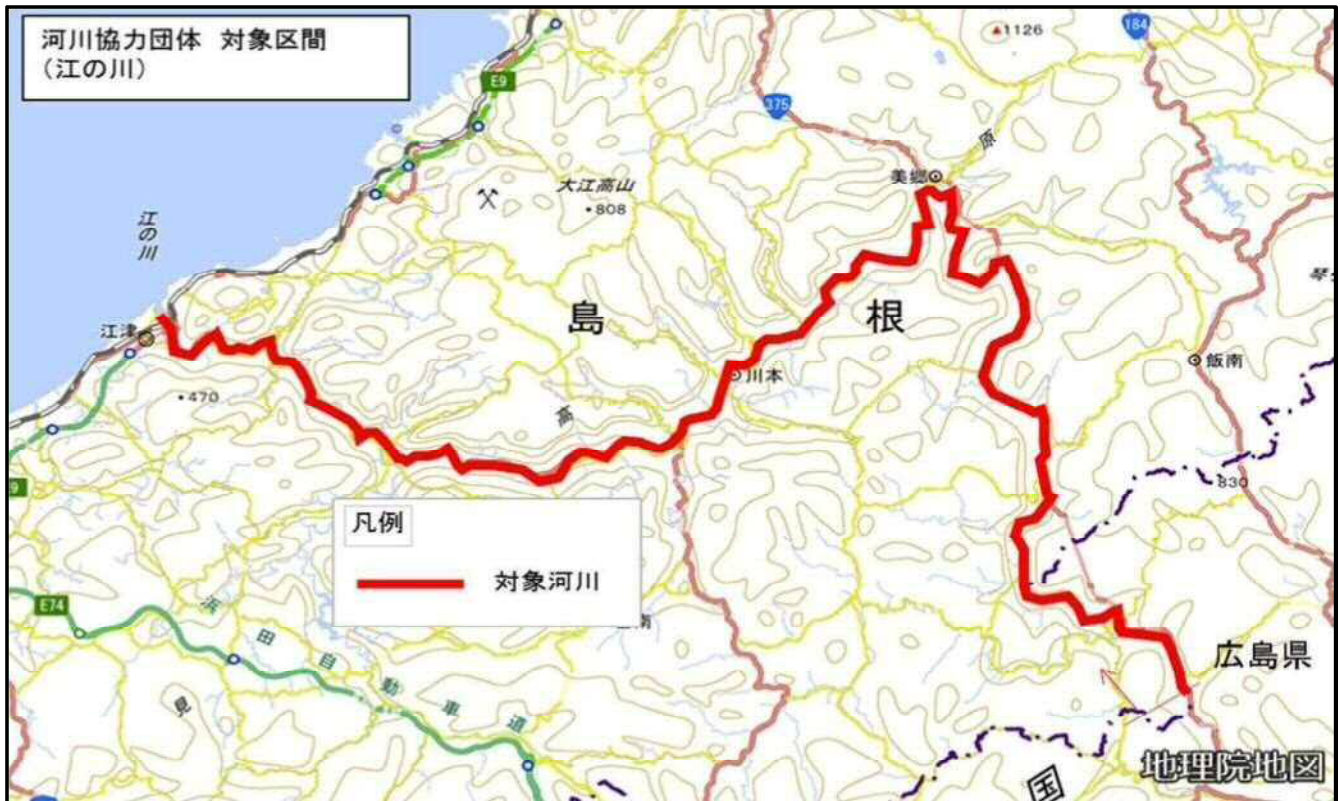 河川協力団体 対象区間
（江の川）
1126
184
E9
375
原
美郷
大江高山
808
江の川
島
根
江津
川本
飯南
470
高
830
凡例
対象河川
E74
浜田自動車道
見
広島県
国
地理院地図